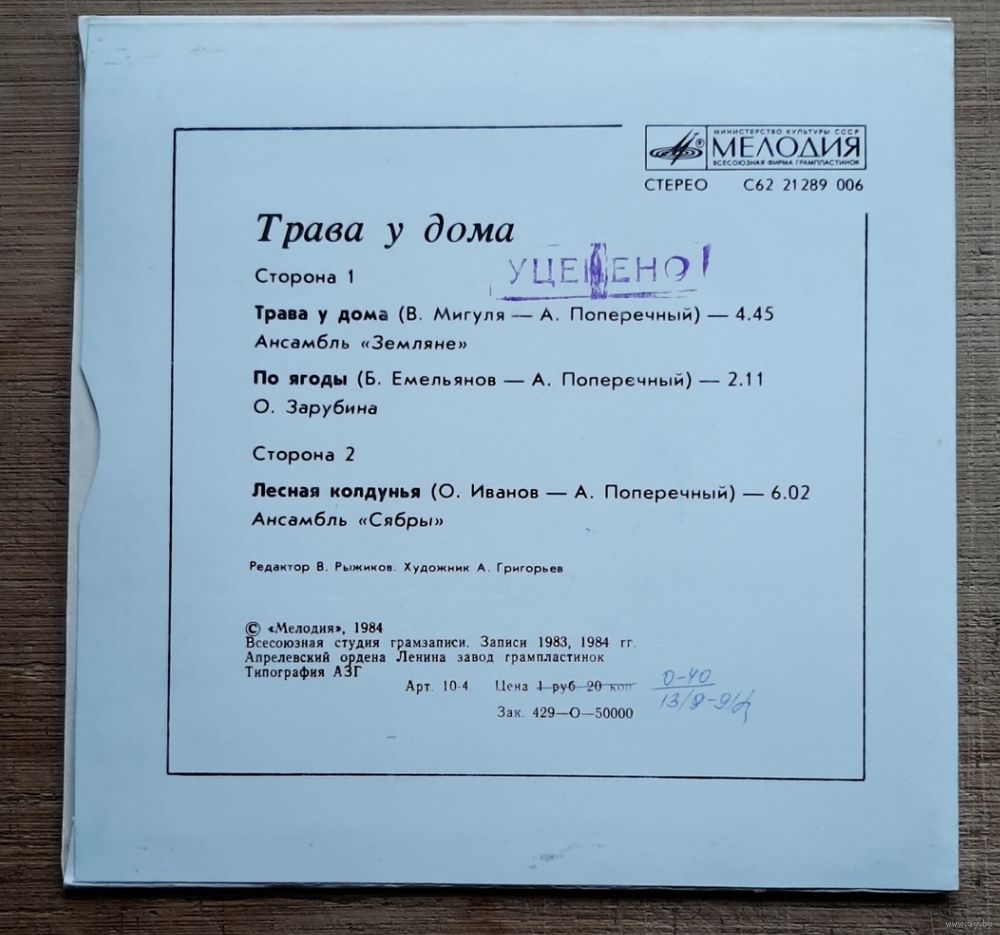 МИНИСТЕРСТВО КУЛЬТУРЫ СССР
МЕЛОДИЯ
ВСЕСОЮЗНАЯ ФИРМА ГРАМПЛАСТИНОК
СТЕРЕО С62 21289 006
Трава у дома
УЦЕНЕНО!
Сторона 1
Трава у дома (В. Мигуля — А. Поперечный) — 4.45
Ансамбль «Земляне»
По ягоды (Б. Емельянов — А. Поперечный) — 2.11
О. Зарубина
Сторона 2
Лесная колдунья (О. Иванов — А. Поперечный) — 6.02
Ансамбль «Сябры»
Редактор В. Рыжиков. Художник А. Григорьев
© «Мелодия», 1984
Всесоюзная студия грамзаписи. Записи 1983, 1984 гг.
Апрелевский ордена Ленина завод грампластинок
Типография АЗГ
Арт. 10-4 Цена 1 руб 20 коп 0-40
Зак. 429—О—50000
www.ay.by